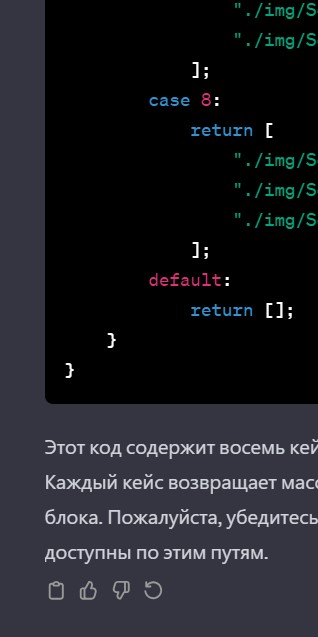 "./img/S
"./img/S
];
case 8:
return [
"./img/S
"./img/S
"./img/S
];
default:
return [];
}
}
Этот код содержит восемь кей
Каждый кейс возвращает масс
блока. Пожалуйста, убедитесь
доступны по этим путям.